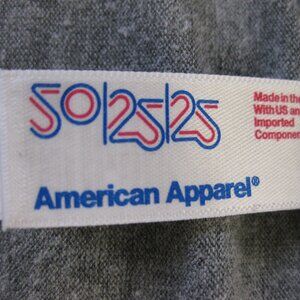 50/25/25
American Apparel®
Made in the
With US an
Imported
Componen